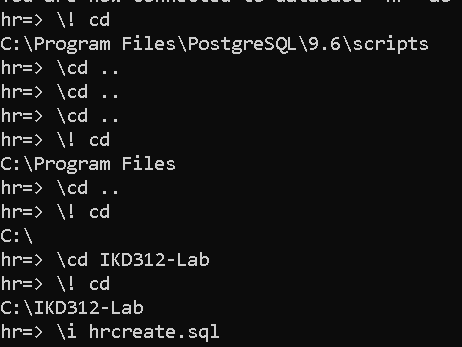 hr=> \! cd
C:\Program Files\PostgreSQL\9.6\scripts
hr=> \cd ..
hr=> \cd ..
hr=> \cd ..
hr=> \! cd
C:\Program Files
hr=> \cd ..
hr=> \! cd
C:\
hr=> \cd IKD312-Lab
hr=> \! cd
C:\IKD312-Lab
hr=> \i hrcreate.sql